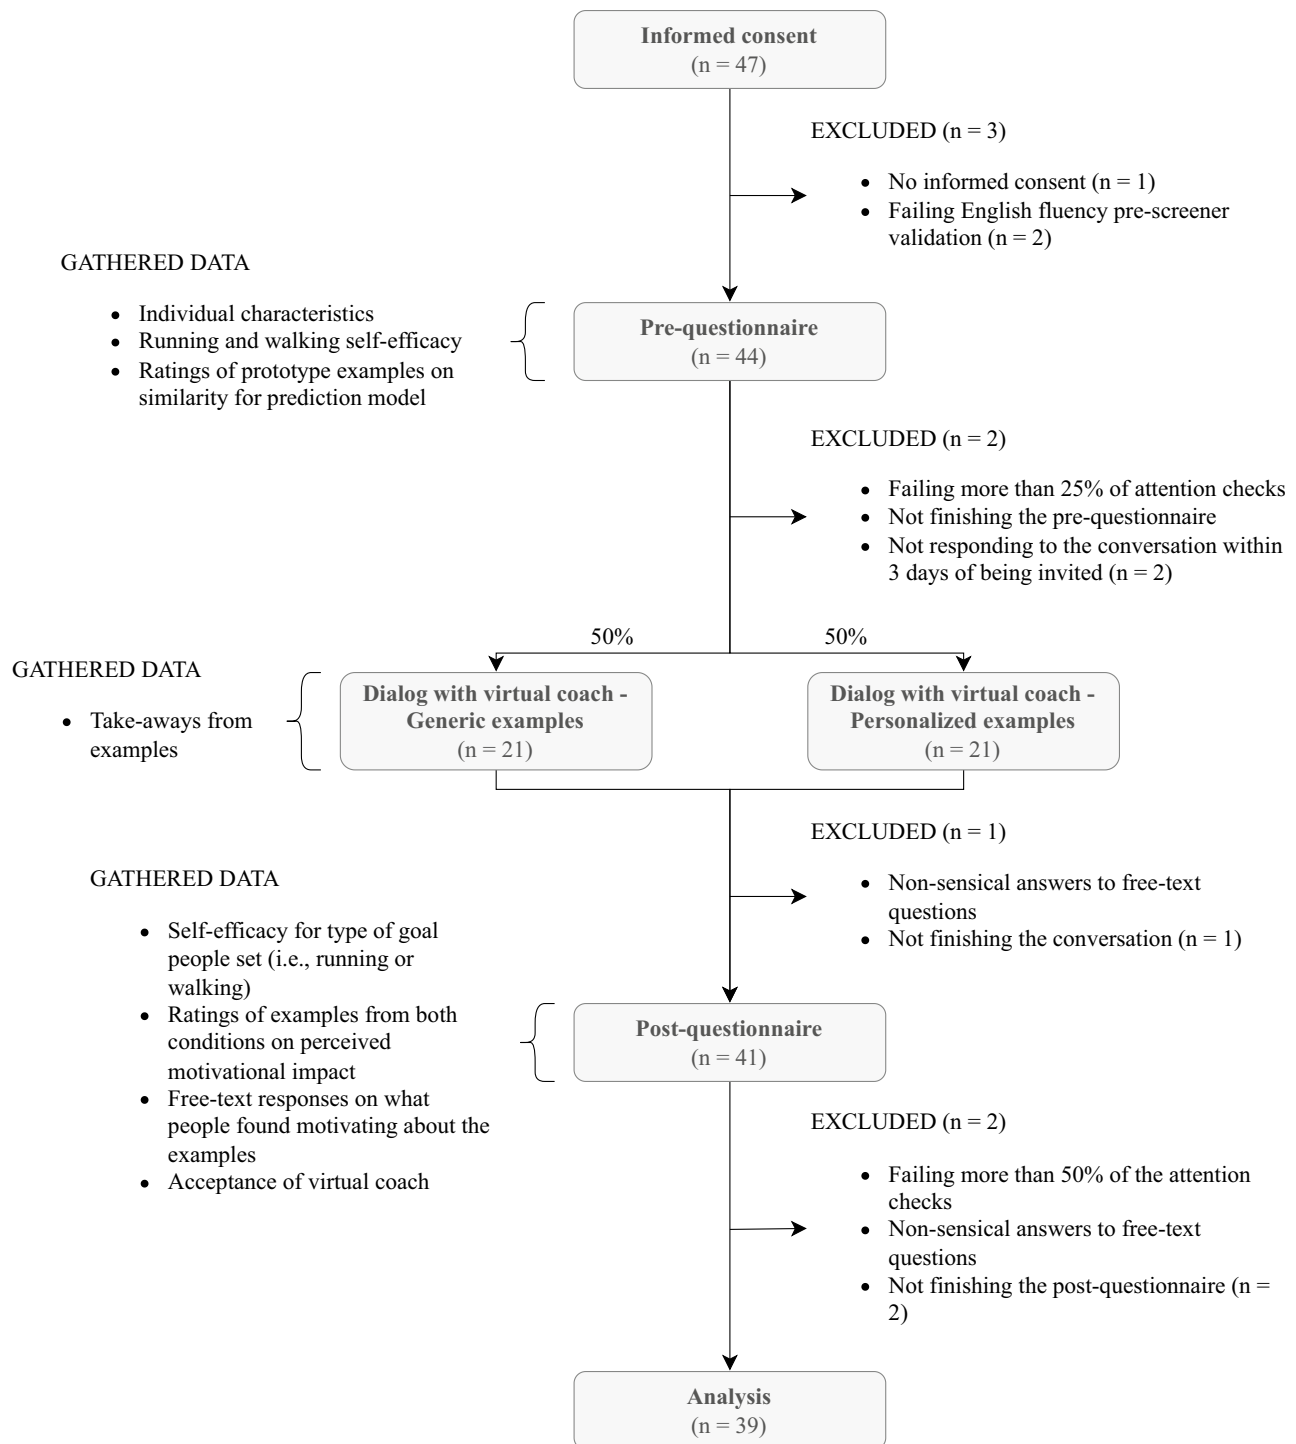 Informed consent
(n = 47)
EXCLUDED (n = 3)
• No informed consent (n = 1)
• Failing English fluency pre-screener
validation (n = 2)
GATHERED DATA
• Individual characteristics
• Running and walking self-efficacy
• Ratings of prototype examples on
similarity for prediction model
Pre-questionnaire
(n = 44)
EXCLUDED (n = 2)
• Failing more than 25% of attention checks
• Not finishing the pre-questionnaire
• Not responding to the conversation within
3 days of being invited (n = 2)
50%
50%
GATHERED DATA
• Take-aways from
examples
Dialog with virtual coach -
Generic examples
(n = 21)
Dialog with virtual coach -
Personalized examples
(n = 21)
EXCLUDED (n = 1)
• Non-sensical answers to free-text
questions
• Not finishing the conversation (n = 1)
GATHERED DATA
• Self-efficacy for type of goal
people set (i.e., running or
walking)
• Ratings of examples from both
conditions on perceived
motivational impact
• Free-text responses on what
people found motivating about the
examples
• Acceptance of virtual coach
Post-questionnaire
(n = 41)
EXCLUDED (n = 2)
• Failing more than 50% of the attention
checks
• Non-sensical answers to free-text
questions
• Not finishing the post-questionnaire (n =
2)
Analysis
(n = 39)